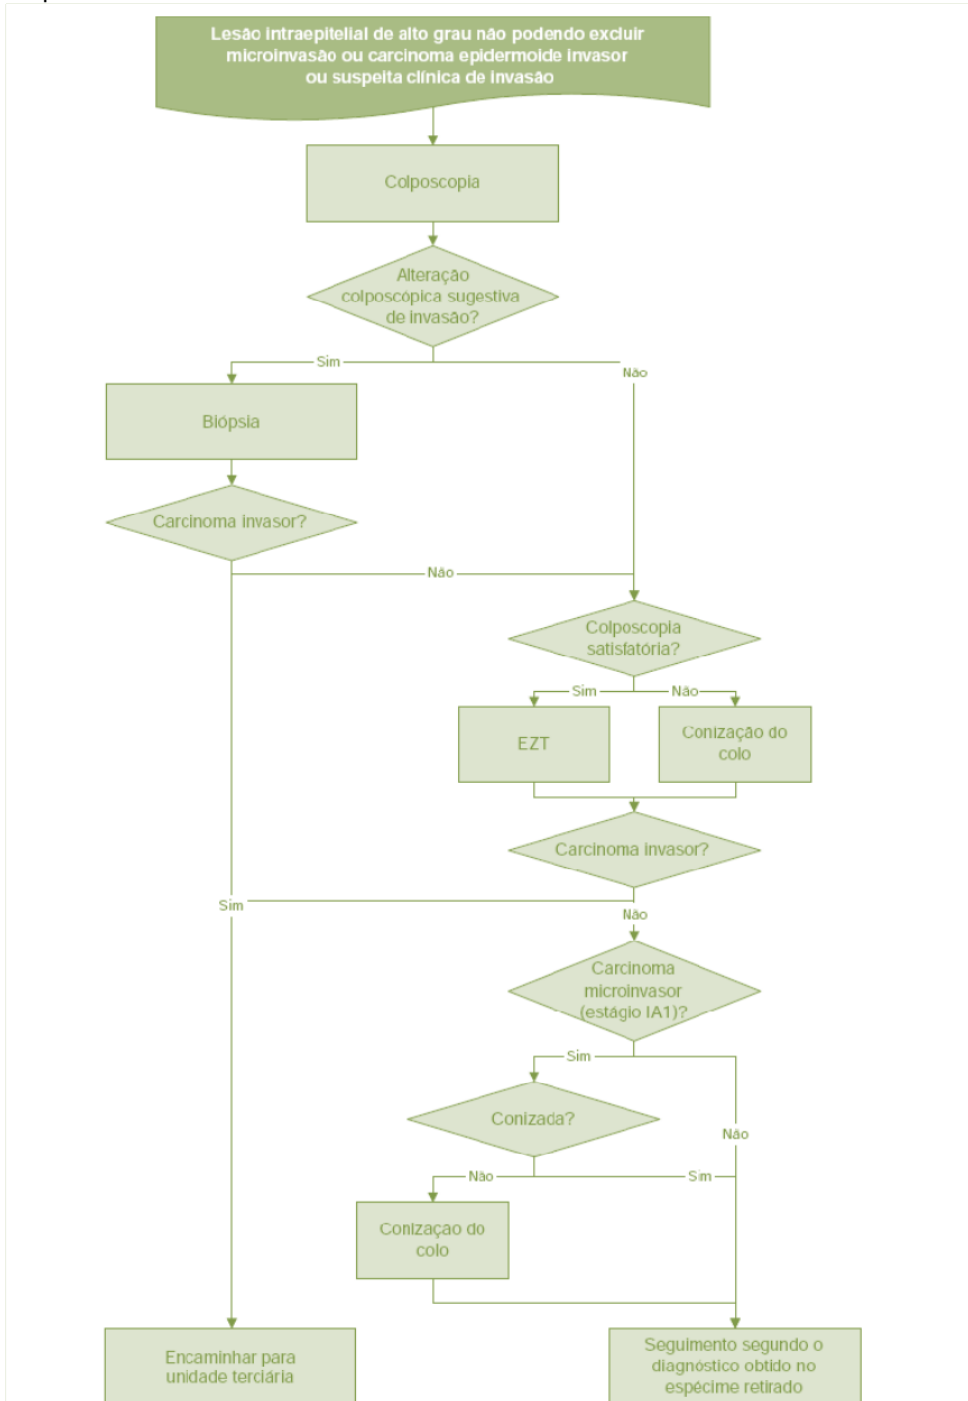 Lesão intraepitelial de alto grau não podendo excluir
microinvasão ou carcinoma epidermoide invasor
ou suspeita clínica de invasão
Colposcopia
Alteração
colposcópica sugestiva
de invasão?
Sim
Não
Biópsia
Carcinoma invasor?
Não
Colposcopia
satisfatória?
Sim
Não
EZT
Conização do
colo
Carcinoma invasor?
Sim
Não
Carcinoma
microinvasor
(estágio IA1)?
Sim
Conizada?
Não
Não
Sim
Conização do
colo
Encaminhar para
unidade terciária
Seguimento segundo o
diagnóstico obtido no
espécime retirado